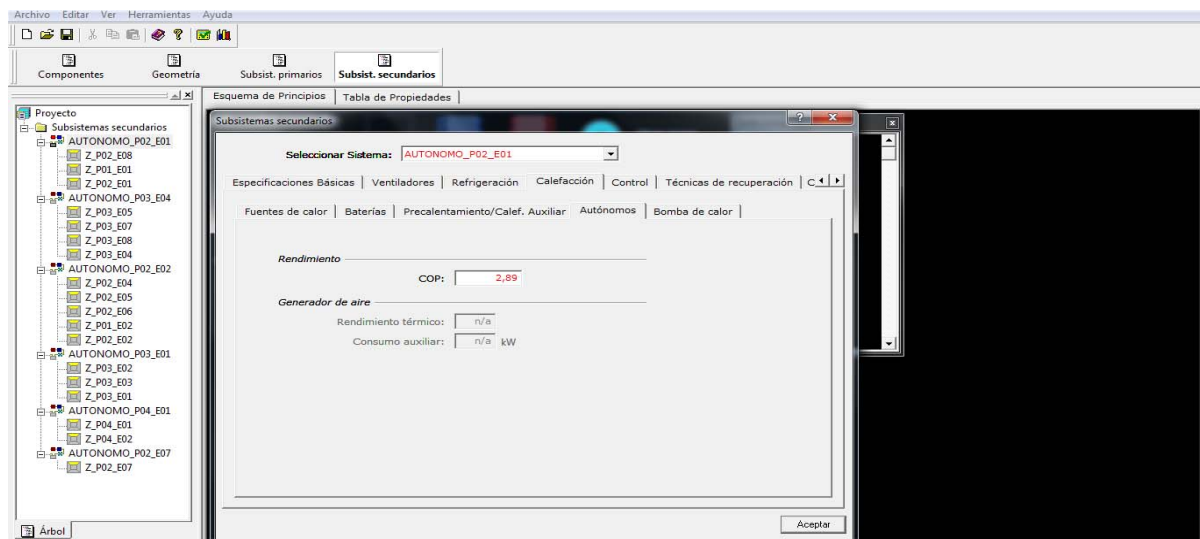 Archivo Editar Ver Herramientas Ayuda
Componentes Geometría Subsist. primarios Subsist. secundarios
Esquema de Principios Tabla de Propiedades
Proyecto
Subsistemas secundarios
AUTONOMO_P02_E01
Z_P02_E08
Z_P01_E01
Z_P02_E01
AUTONOMO_P03_E04
Z_P03_E05
Z_P03_E07
Z_P03_E08
Z_P03_E04
AUTONOMO_P02_E02
Z_P02_E04
Z_P02_E05
Z_P02_E06
Z_P01_E02
Z_P02_E02
AUTONOMO_P03_E01
Z_P03_E02
Z_P03_E03
Z_P03_E01
AUTONOMO_P04_E01
Z_P04_E01
Z_P04_E02
AUTONOMO_P02_E07
Z_P02_E07
Árbol
Subsistemas secundarios
Seleccionar Sistema: AUTONOMO_P02_E01
Especificaciones Básicas Ventiladores Refrigeración Calefacción Control Técnicas de recuperación C
Fuentes de calor Baterías Precalentamiento/Calef. Auxiliar Autónomos Bomba de calor
Rendimiento
COP: 2,89
Generador de aire
Rendimiento térmico: n/a
Consumo auxiliar: n/a kW
Aceptar